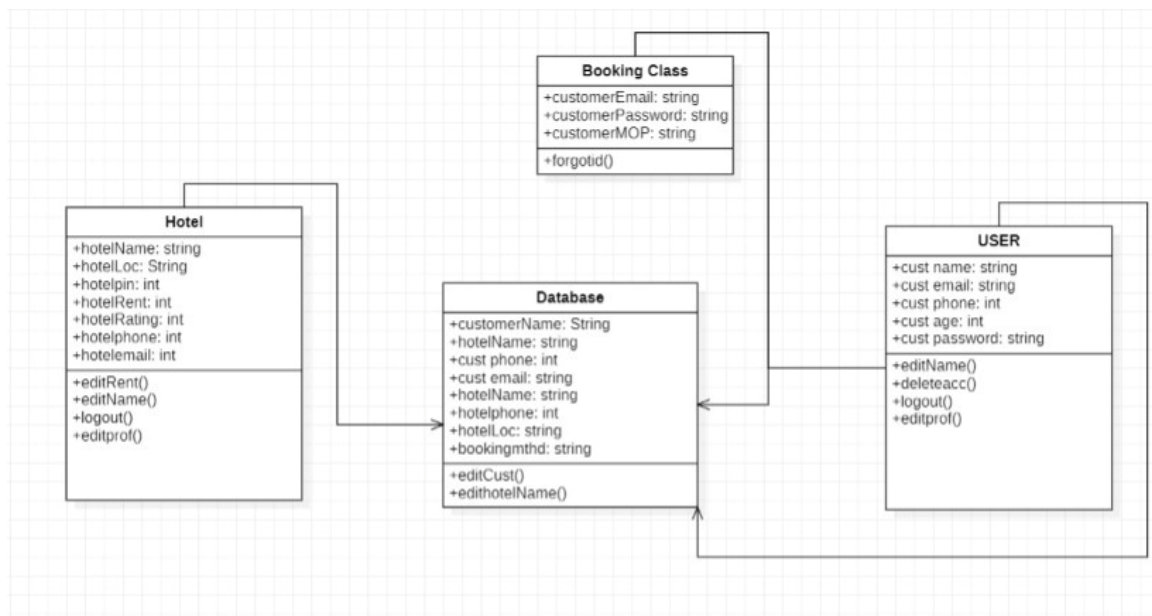 Booking Class
+customerEmail: string
+customerPassword: string
+customerMOP: string
+forgotid()
Hotel
+hotelName: string
+hotelLoc: String
+hotelpin: int
+hotelRent: int
+hotelRating: int
+hotelphone: int
+hotelemail: int
+editRent()
+editName()
+logout()
+editprof()
Database
+customerName: String
+hotelName: string
+cust phone: int
+cust email: string
+hotelName: string
+hotelphone: int
+hotelLoc: string
+bookingmthd: string
+editCust()
+edithotelName()
USER
+cust name: string
+cust email: string
+cust phone: int
+cust age: int
+cust password: string
+editName()
+deleteacc()
+logout()
+editprof()